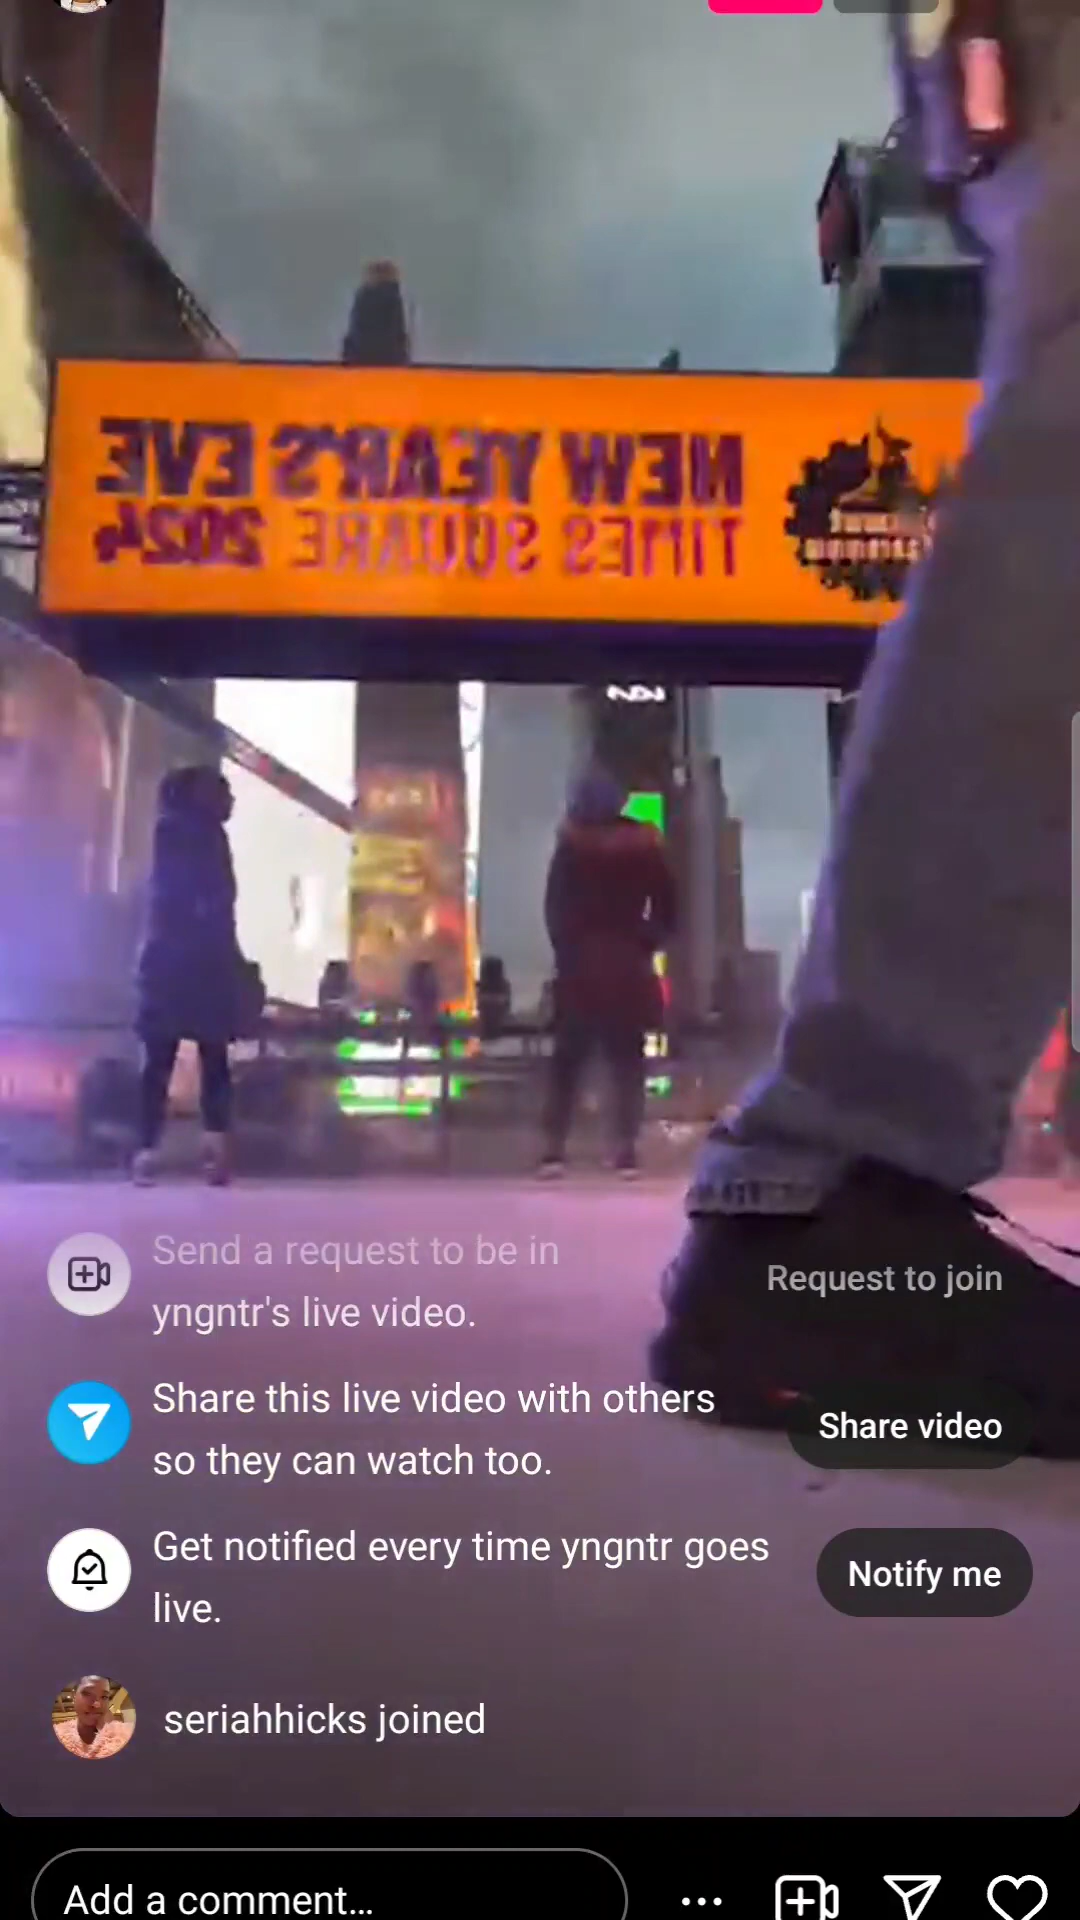 NEW YEAR'S EVE
TIMES SQUARE 2024
Send a request to be in
yngntr's live video.
Request to join
Share this live video with others
so they can watch too.
Share video
Get notified every time yngntr goes
live.
Notify me
seriahhicks joined
Add a comment...